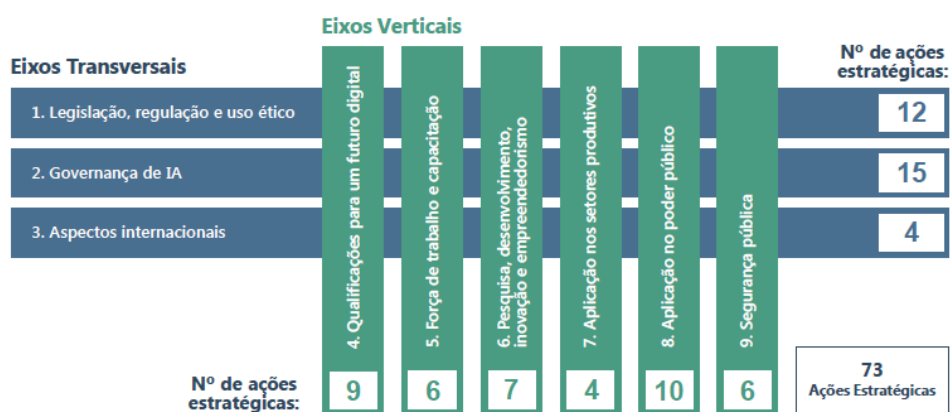 Eixos Verticais
Eixos Transversais
Nº de ações
estratégicas:
1. Legislação, regulação e uso ético
12
2. Governança de IA
15
3. Aspectos internacionais
4
4. Qualificações para um futuro digital
5. Força de trabalho e capacitação
6. Pesquisa, desenvolvimento,
inovação e empreendedorismo
7. Aplicação nos setores produtivos
8. Aplicação no poder público
9. Segurança pública
Nº de ações
estratégicas:
9
6
7
4
10
6
73
Ações Estratégicas